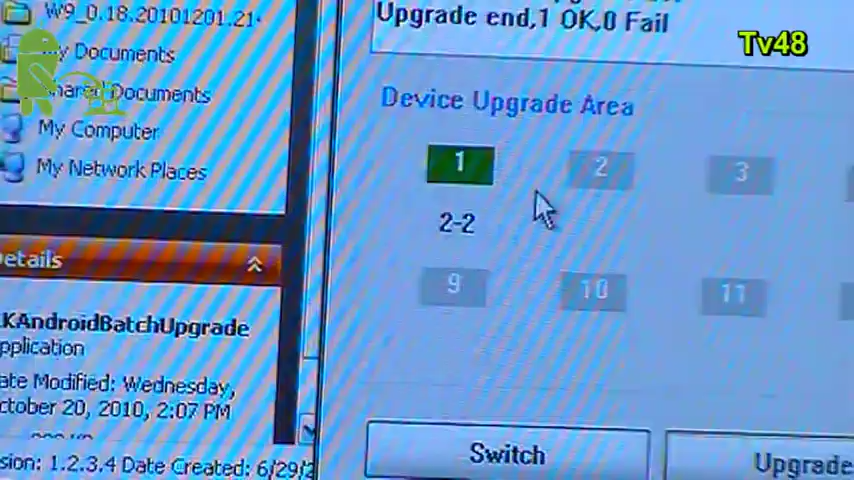 W9_0.18.20101201.21
Upgrade end,1 OK,0 Fail
Tv48
My Documents
Shared Documents
Device Upgrade Area
My Computer
1
2
3
My Network Places
2-2
etails
9
10
11
KAndroidBatchUpgrade
pplication
ate Modified: Wednesday,
ctober 20, 2010, 2:07 PM
Switch
Upgrade
sion: 1.2.3.4 Date Created: 6/29/2